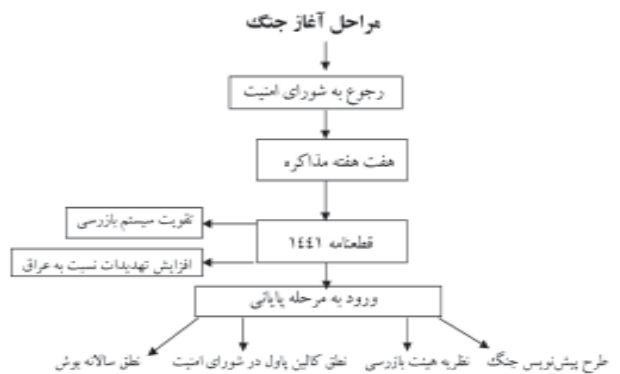 مراحل آغاز جنگ
رجوع به شورای امنیت
هفت هفته مذاکره
قطعنامه ١٤٤١
تقویت سیستم بازرسی
افزایش تهدیدات نسبت به عراق
ورود به مرحله پایانی
طرح پیش‌نویس جنگ
نظریه هیئت بازرسی
نطق کالین پاول در شورای امنیت
نطق سالانه بوش